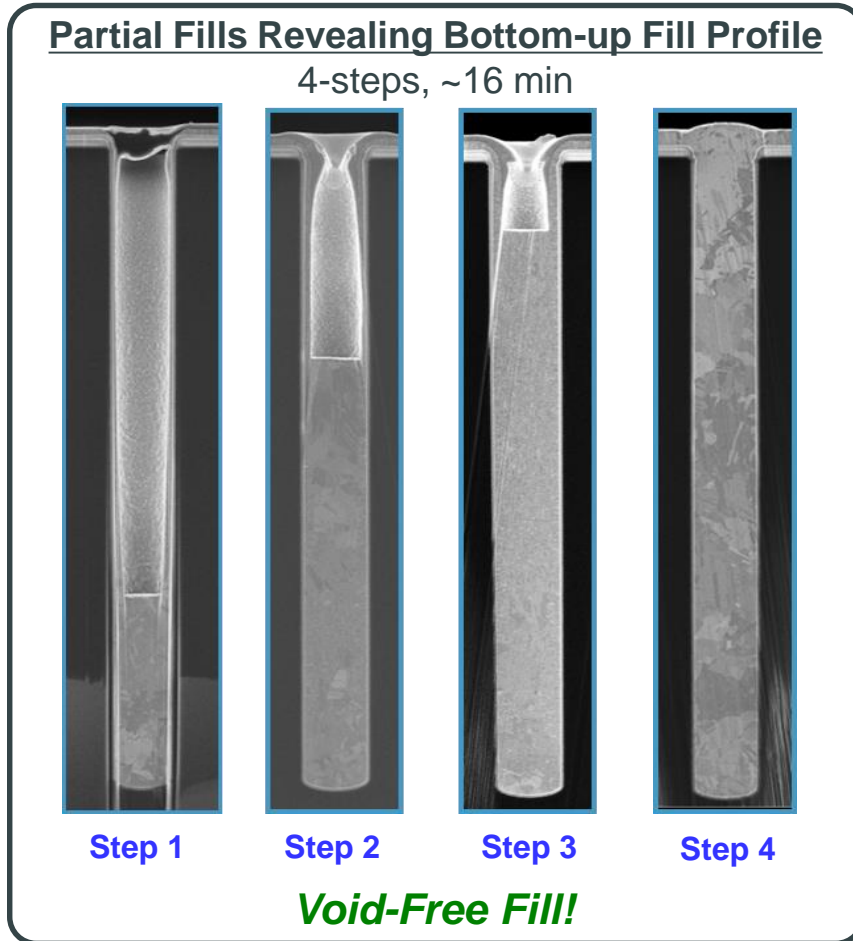 Partial Fills Revealing Bottom-up Fill Profile
4-steps, ~16 min
Step 1
Step 2
Step 3
Step 4
Void-Free Fill!